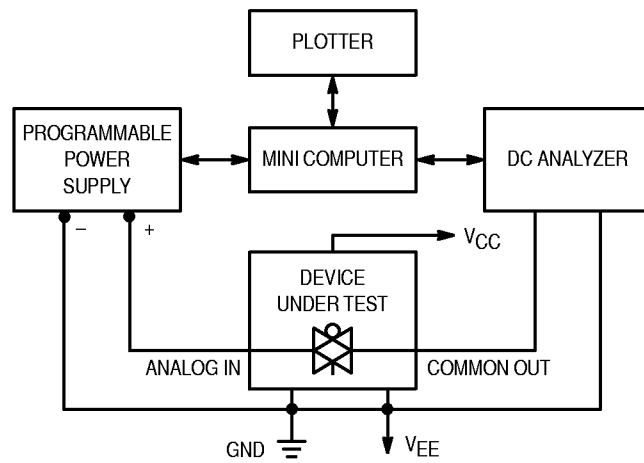 PLOTTER
PROGRAMMABLE
POWER
SUPPLY
MINI COMPUTER
DC ANALYZER
–
+
VCC
DEVICE
UNDER TEST
ANALOG IN
COMMON OUT
GND
VEE